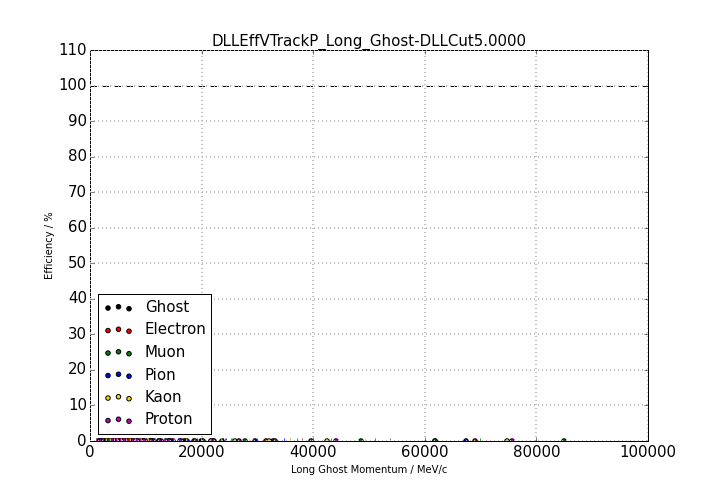 DLLEffVTrackP_Long_Ghost-DLLCut5.0000
110
100
90
80
70
60
50
40
30
20
10
0
Efficiency / %
Ghost
Electron
Muon
Pion
Kaon
Proton
0 20000 40000 60000 80000 100000
Long Ghost Momentum / MeV/c